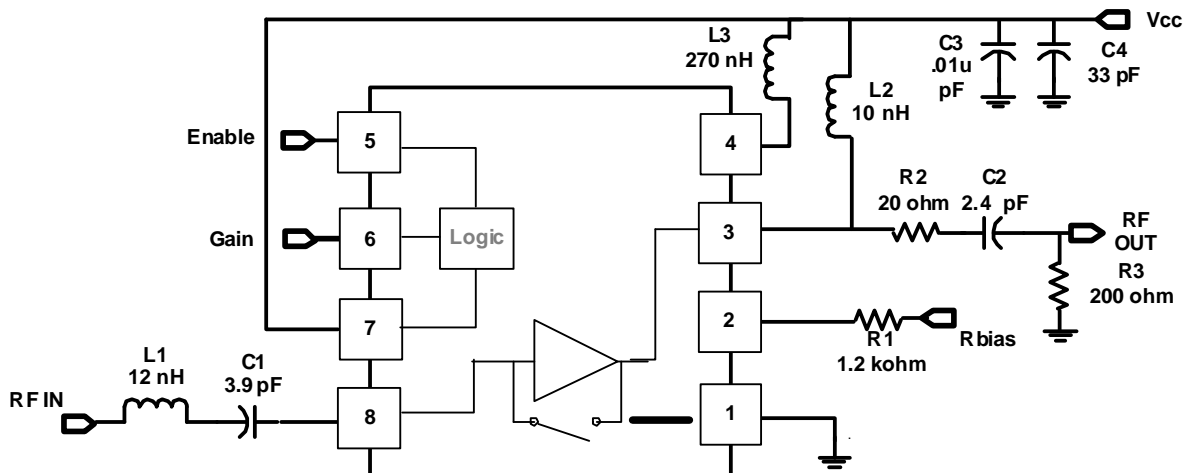 Vcc
L3
270 nH
C3
.01u
pF
C4
33 pF
L2
10 nH
Enable
5
4
R2
20 ohm
C2
2.4 pF
Gain
6
Logic
3
RF
OUT
R3
200 ohm
7
2
R1
1.2 kohm
Rbias
L1
12 nH
C1
3.9 pF
RF IN
8
1